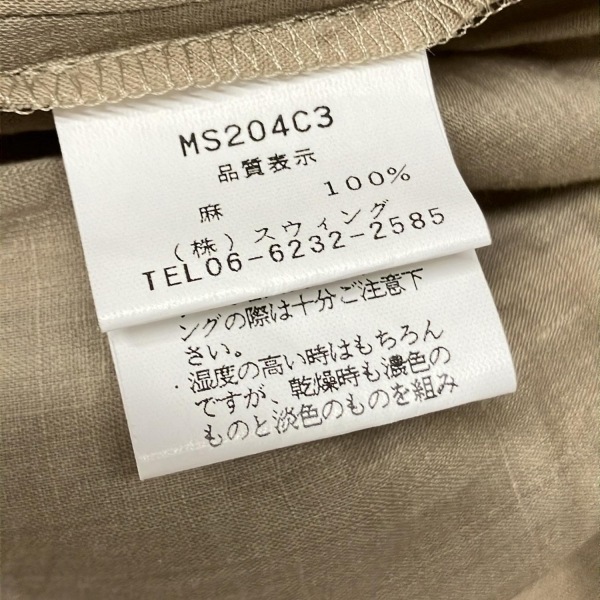 MS204C3
品質表示
麻 100%
(株)スウィング
TEL06-6232-2585
ングの際は十分ご注意下
さい。
・湿度の高い時はもちろん
ですが、乾燥時も濃色の
ものと淡色のものを組み